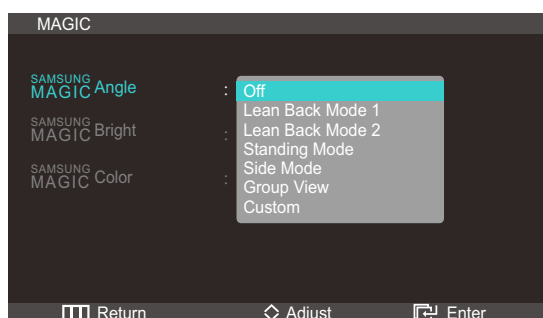 MAGIC
SAMSUNG
MAGIC Angle : Off
Lean Back Mode 1
Lean Back Mode 2
Standing Mode
Side Mode
Group View
Custom
SAMSUNG
MAGIC Bright :
SAMSUNG
MAGIC Color :
Return Adjust Enter